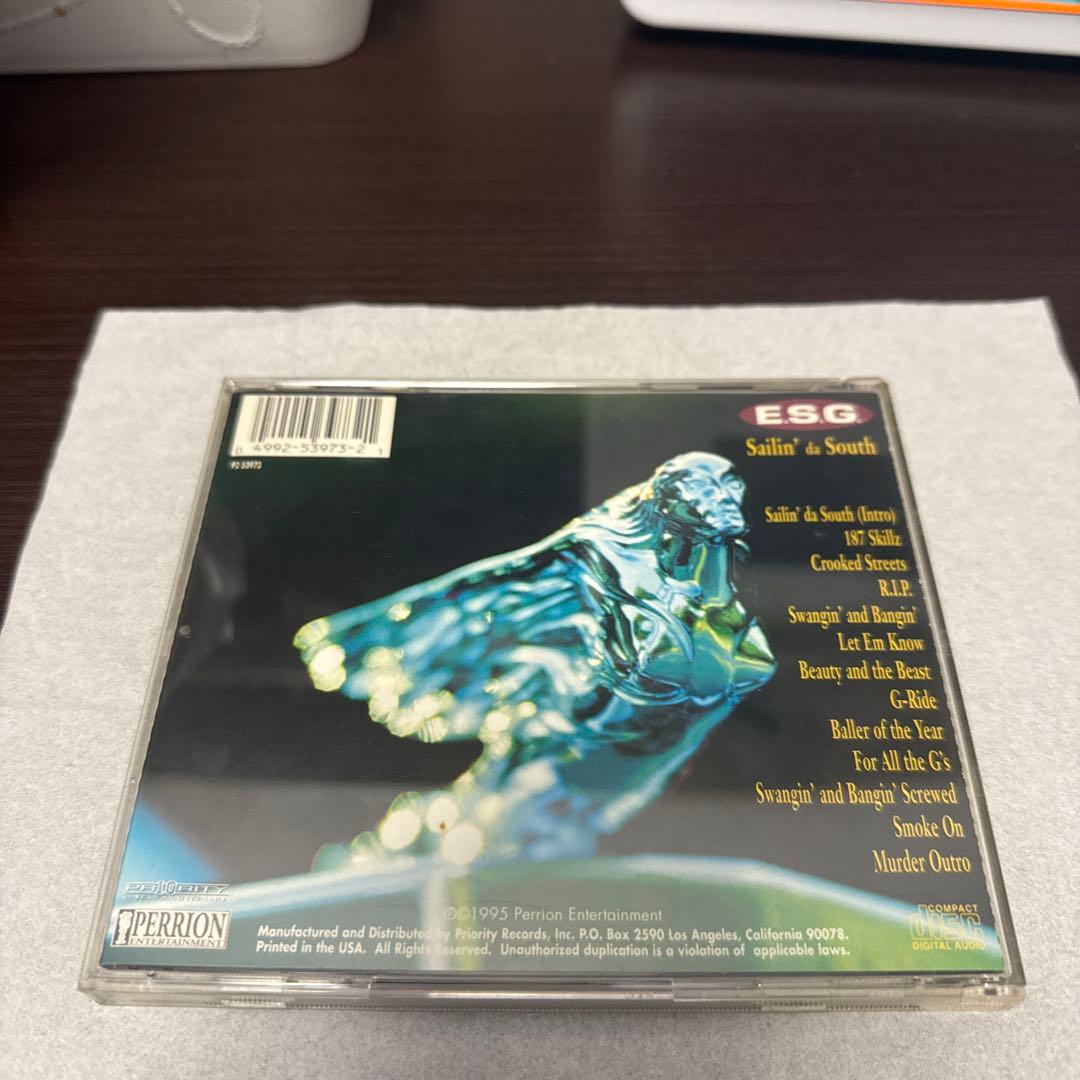 0 4992-53973-2 1
P2 53973
E.S.G.
Sailin' da South
Sailin' da South (Intro)
187 Skillz
Crooked Streets
R.I.P.
Swangin' and Bangin'
Let Em Know
Beauty and the Beast
G-Ride
Baller of the Year
For All the G's
Swangin' and Bangin' Screwed
Smoke On
Murder Outro
PRIORITY
10 YEAR ANNIVERSARY
PERRION
ENTERTAINMENT
℗©1995 Perrion Entertainment
Manufactured and Distributed by Priority Records, Inc. P.O. Box 2590 Los Angeles, California 90078.
Printed in the USA. All Rights Reserved. Unauthorized duplication is a violation of applicable laws.
COMPACT
disc
DIGITAL AUDIO